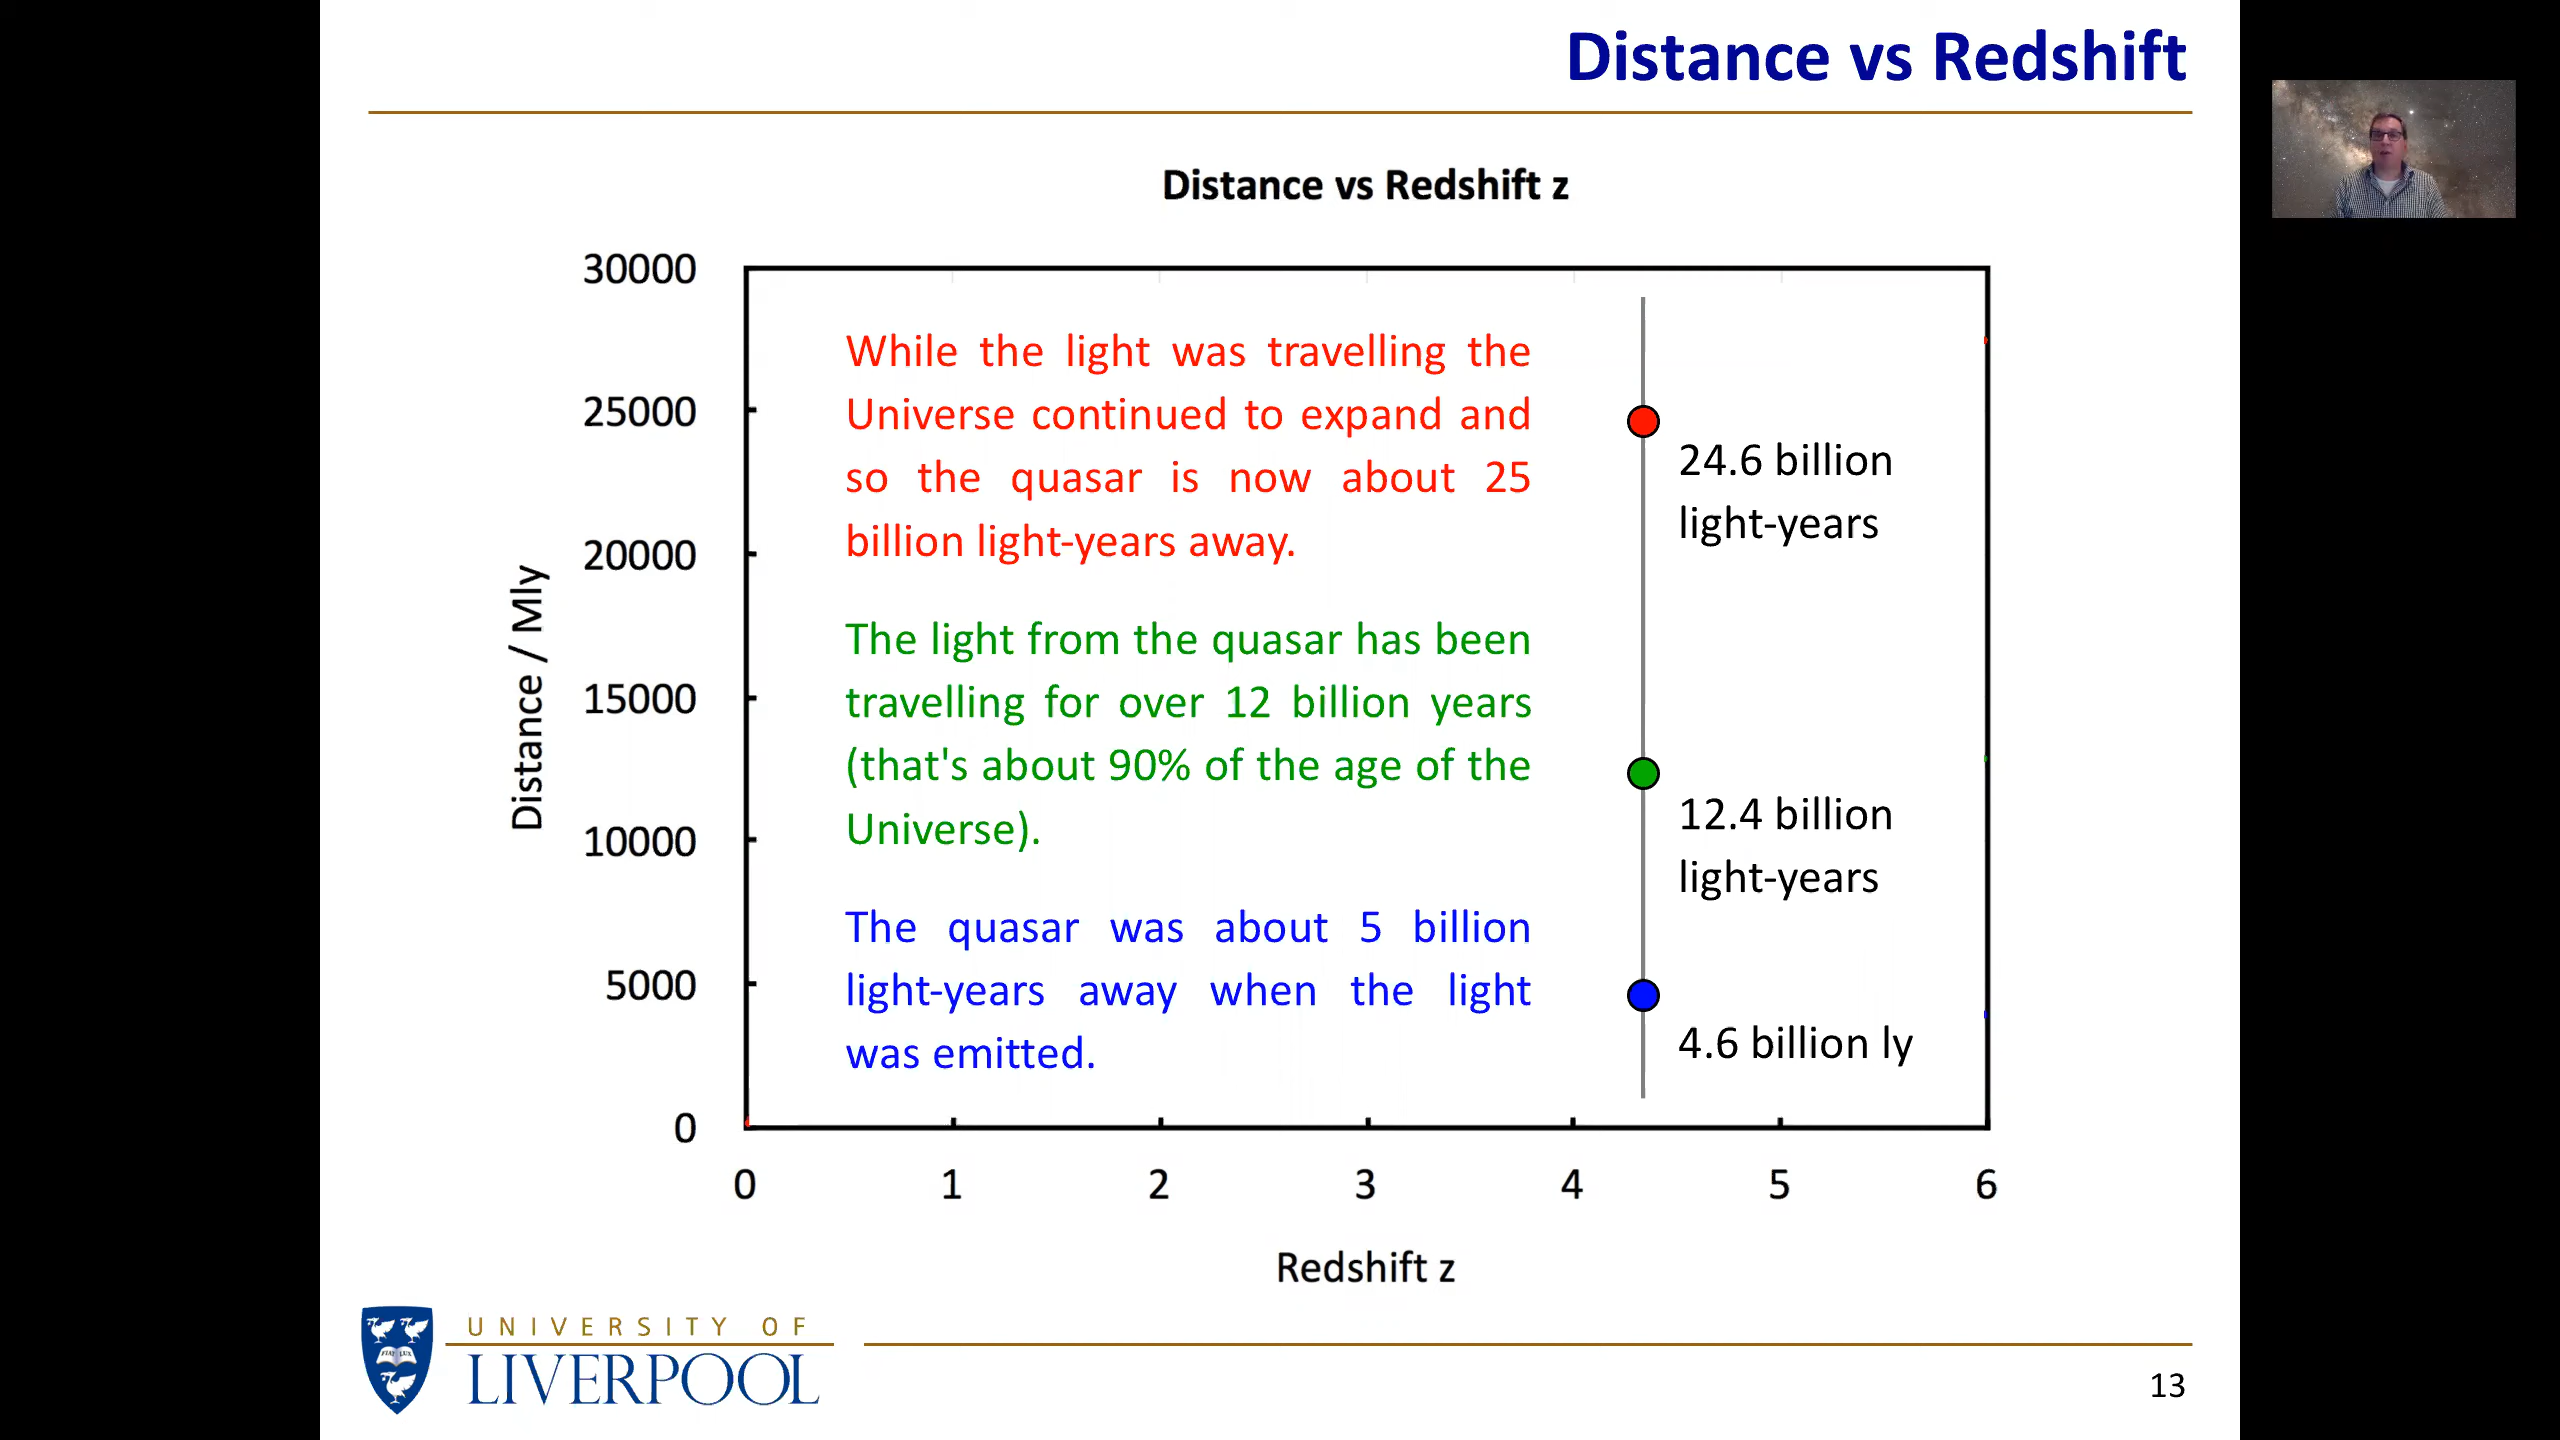 Distance vs Redshift
Distance vs Redshift z
30000
25000
20000
15000
10000
5000
0
Distance / Mly
While the light was travelling the
Universe continued to expand and
so the quasar is now about 25
billion light-years away.
The light from the quasar has been
travelling for over 12 billion years
(that's about 90% of the age of the
Universe).
The quasar was about 5 billion
light-years away when the light
was emitted.
24.6 billion
light-years
12.4 billion
light-years
4.6 billion ly
0 1 2 3 4 5 6
Redshift z
FIAT LUX
UNIVERSITY OF
LIVERPOOL
13